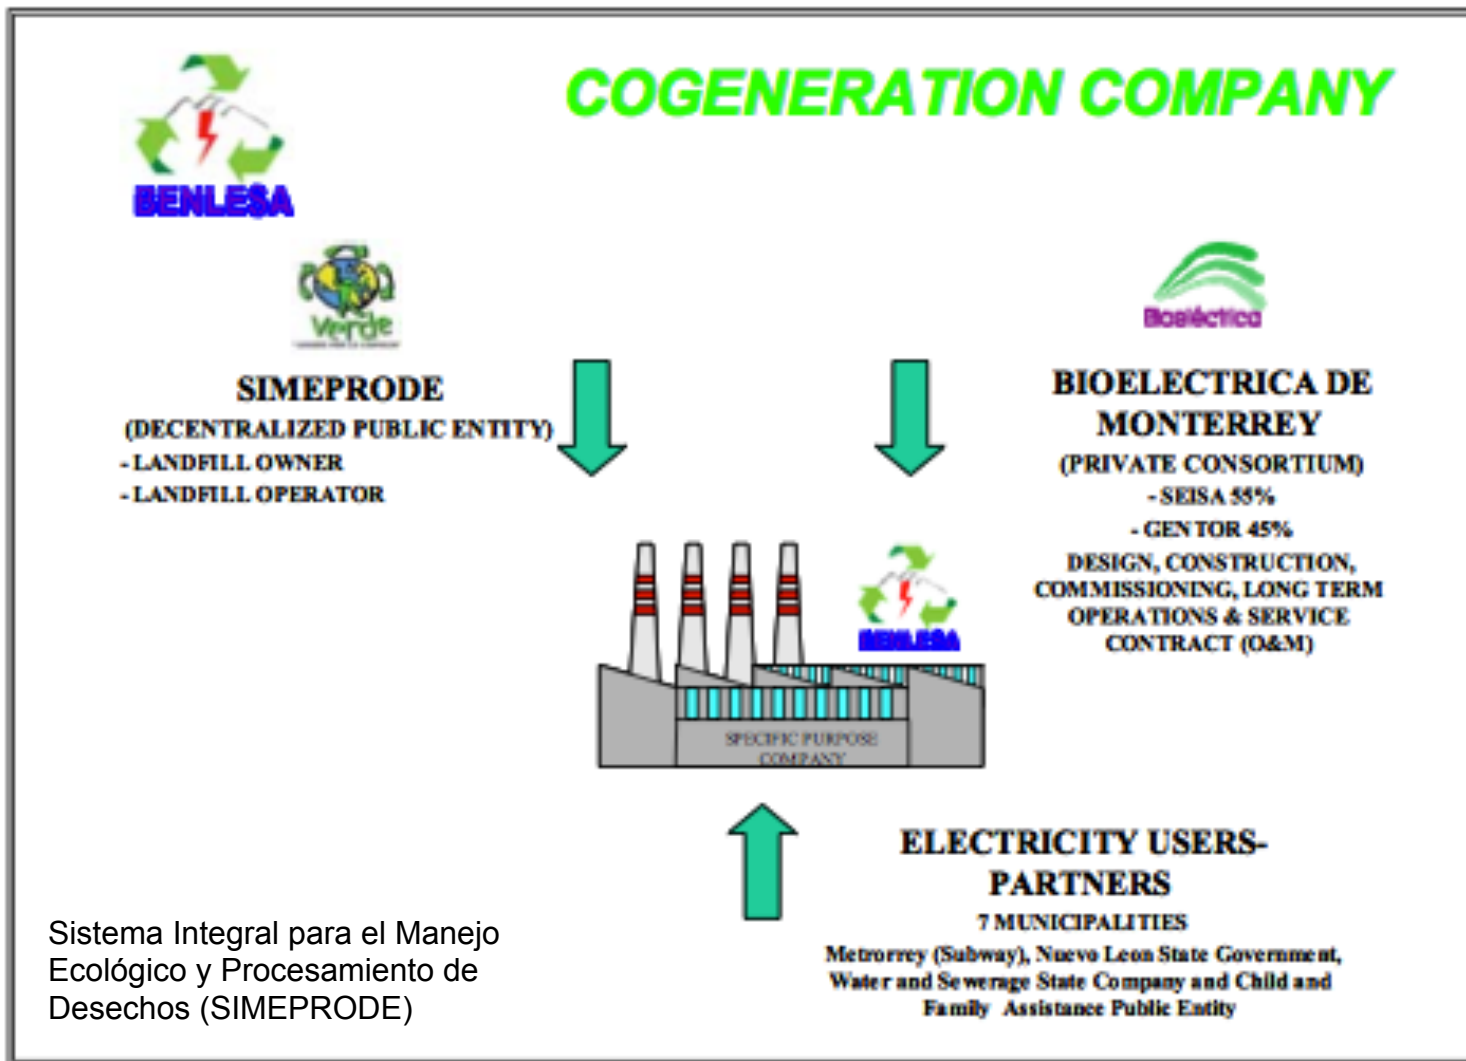 COGENERATION COMPANY
BENLESA
Verde
Bioeléctica
SIMEPRODE
(DECENTRALIZED PUBLIC ENTITY)
- LANDFILL OWNER
- LANDFILL OPERATOR
BIOELECTRICA DE
MONTERREY
(PRIVATE CONSORTIUM)
- SEISA 55%
- GENTOR 45%
DESIGN, CONSTRUCTION,
COMMISSIONING, LONG TERM
OPERATIONS & SERVICE
CONTRACT (O&M)
BENLESA
SPECIFIC PURPOSE
COMPANY
ELECTRICITY USERS-
PARTNERS
7 MUNICIPALITIES
Metrorrey (Subway), Nuevo Leon State Government,
Water and Sewerage State Company and Child and
Family Assistance Public Entity
Sistema Integral para el Manejo
Ecológico y Procesamiento de
Desechos (SIMEPRODE)